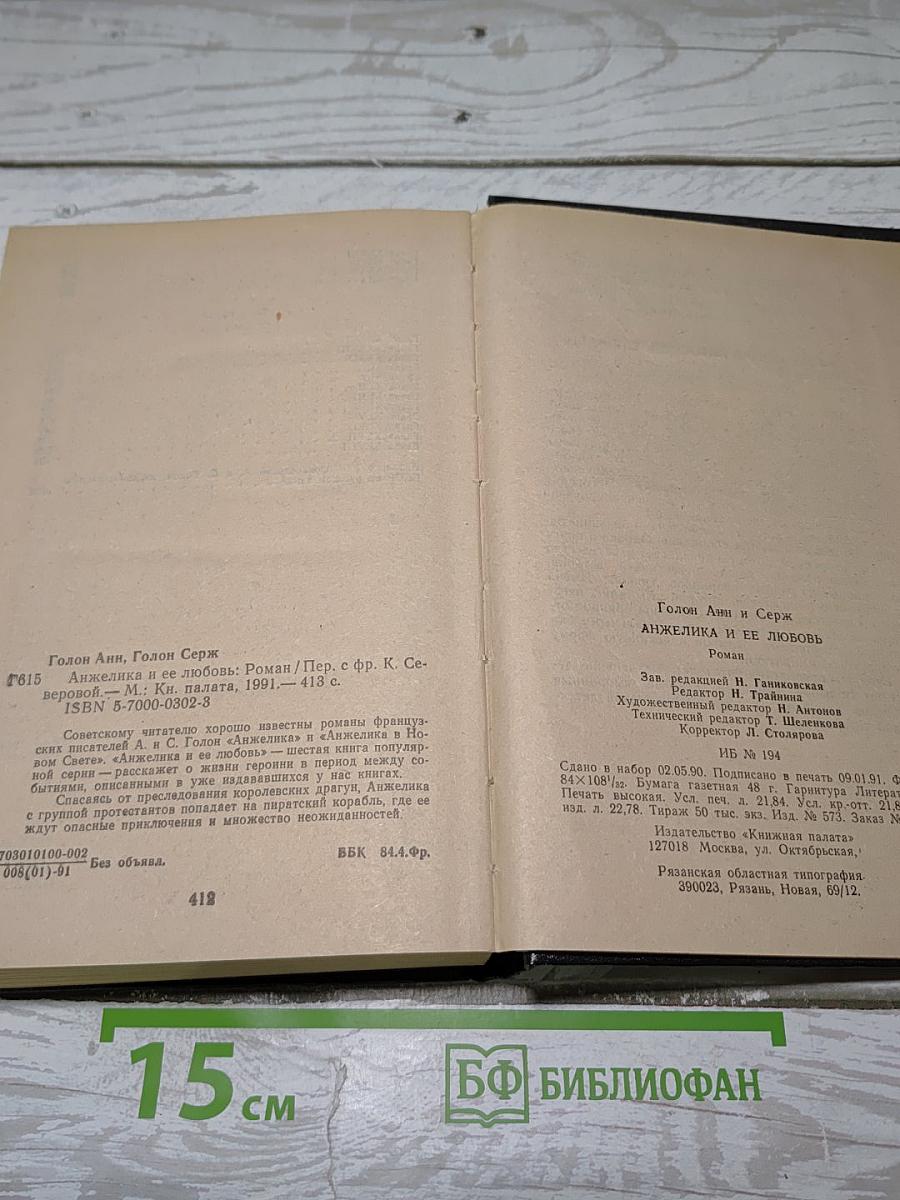 Голон Анн, Голон Серж
Г615 Анжелика и ее любовь: Роман / Пер. с фр. К. Се-
веровой.— М.: Кн. палата, 1991.— 413 с.
ISBN 5-7000-0302-3
Советскому читателю хорошо известны романы француз-
ских писателей А. и С. Голон «Анжелика» и «Анжелика в Но-
вом Свете». «Анжелика и ее любовь» — шестая книга популяр-
ной серии — расскажет о жизни героини в период между со-
бытиями, описанными в уже издававшихся у нас книгах.
Спасаясь от преследования королевских драгун, Анжелика
с группой протестантов попадает на пиратский корабль, где ее
ждут опасные приключения и множество неожиданностей.
703010100-002
008(01)-91 Без объявл. ББК 84.4.Фр.
412
Голон Анн и Серж
АНЖЕЛИКА И ЕЕ ЛЮБОВЬ
Роман
Зав. редакцией Н. Ганиковская
Редактор Н. Трайнина
Художественный редактор Н. Антонов
Технический редактор Т. Шеленкова
Корректор Л. Столярова
ИБ № 194
Сдано в набор 02.05.90. Подписано в печать 09.01.91. Ф
84×108¹/₃₂. Бумага газетная 48 г. Гарнитура Литерат
Печать высокая. Усл. печ. л. 21,84. Усл. кр.-отт. 21,8
изд. л. 22,78. Тираж 50 тыс. экз. Изд. № 573. Заказ №
Издательство «Книжная палата»
127018 Москва, ул. Октябрьская,
Рязанская областная типография
390023, Рязань, Новая, 69/12.
15 см
БФ БИБЛИОФАН